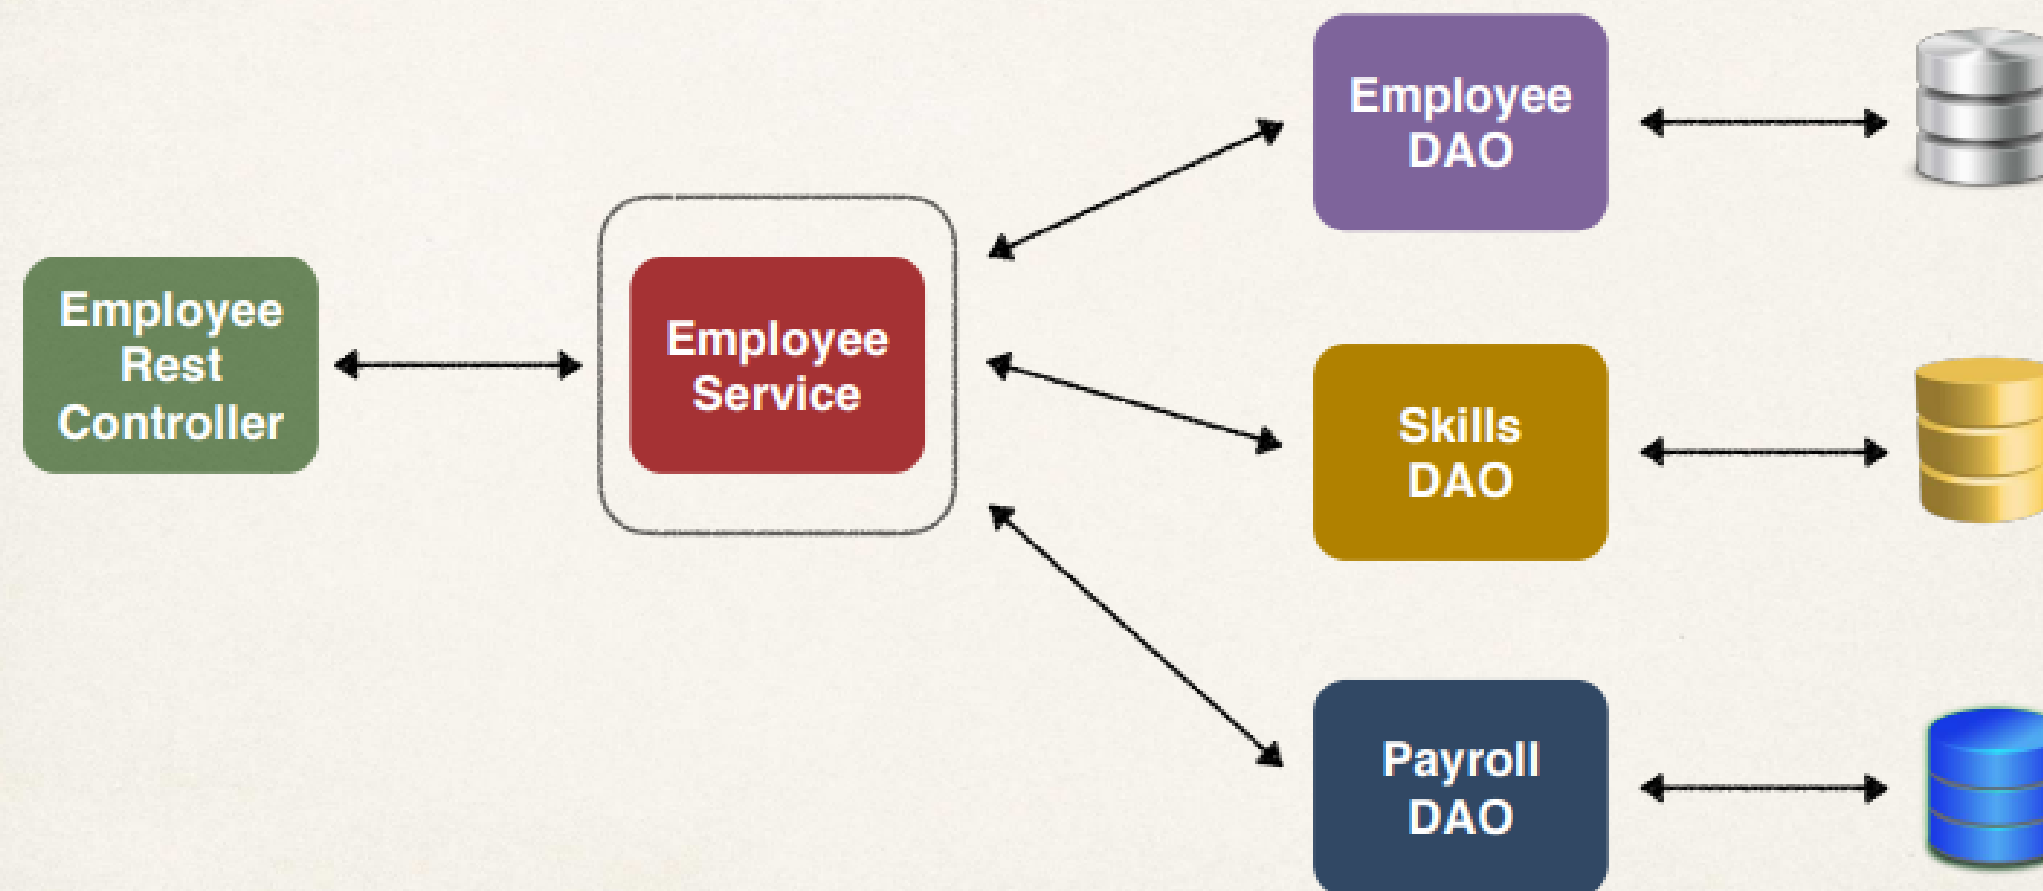 Employee
Rest
Controller
Employee
Service
Employee
DAO
Skills
DAO
Payroll
DAO